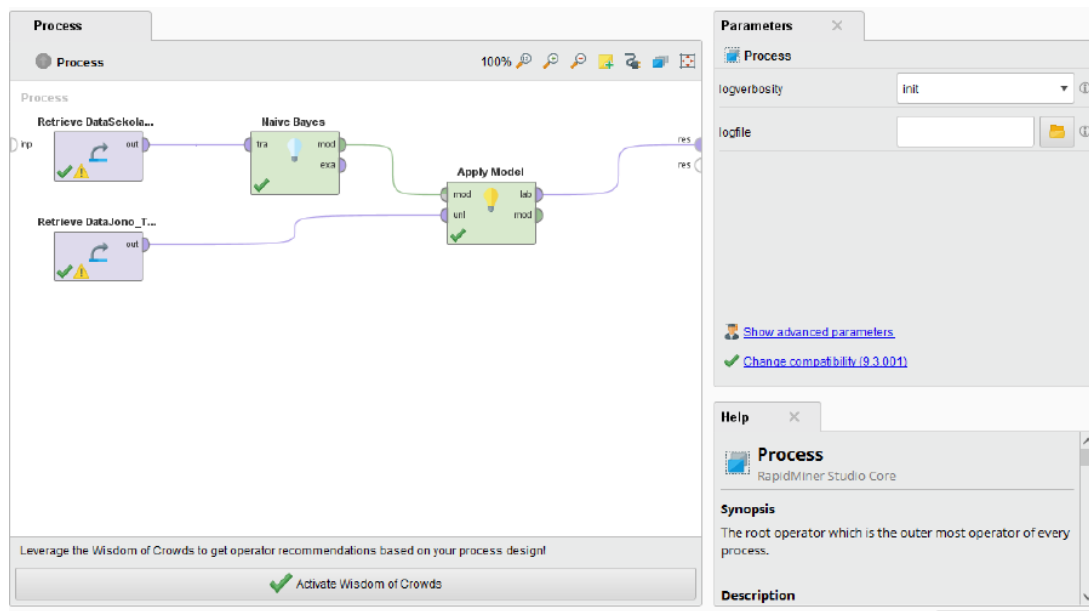 Process
Process
100%
Process
Retrieve DataSekola...
inp
out
Naive Bayes
tra
mod
exa
Apply Model
mod
lab
unl
mod
res
res
Retrieve DataJono_T...
out
Leverage the Wisdom of Crowds to get operator recommendations based on your process design!
Activate Wisdom of Crowds
Parameters
Process
logverbosity
init
logfile
Show advanced parameters
Change compatibility (9.3.001)
Help
Process
RapidMiner Studio Core
Synopsis
The root operator which is the outer most operator of every
process.
Description